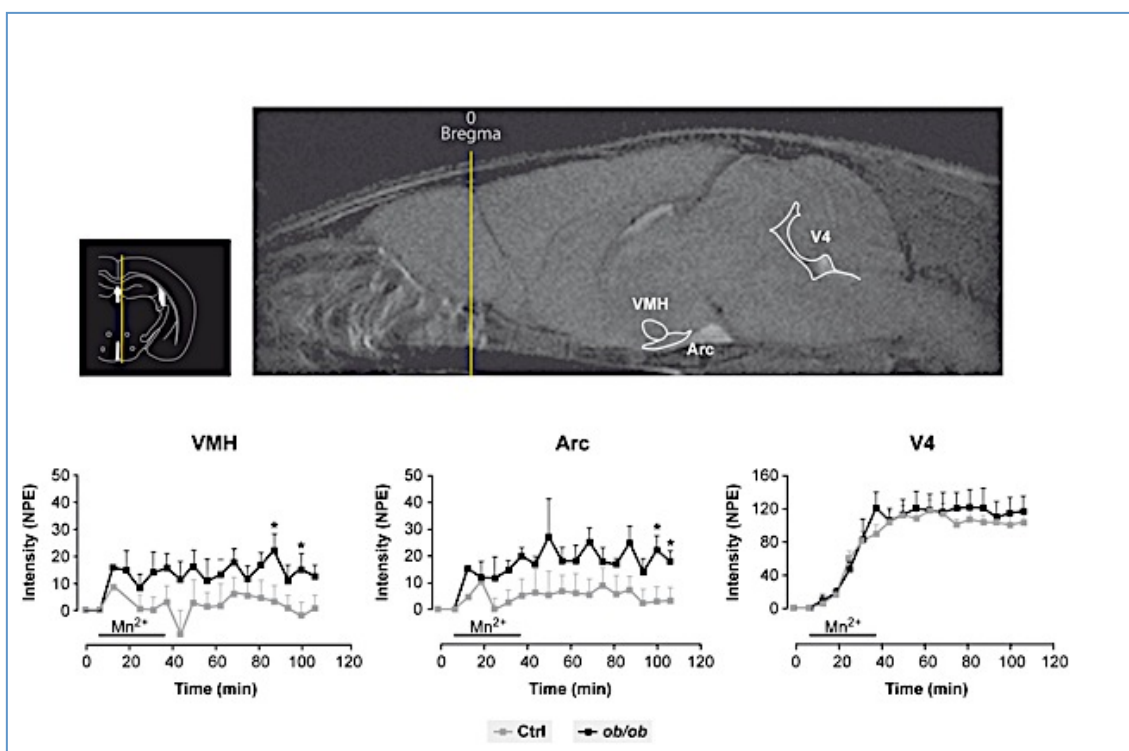 0
Bregma
V4
VMH
Arc
VMH
Arc
V4
Intensity (NPE)
50
40
30
20
10
0
*
*
Mn²⁺
0 20 40 60 80 100 120
Time (min)
Intensity (NPE)
50
40
30
20
10
0
*
*
Mn²⁺
0 20 40 60 80 100 120
Time (min)
Intensity (NPE)
160
120
80
40
0
Mn²⁺
0 20 40 60 80 100 120
Time (min)
Ctrl ob/ob